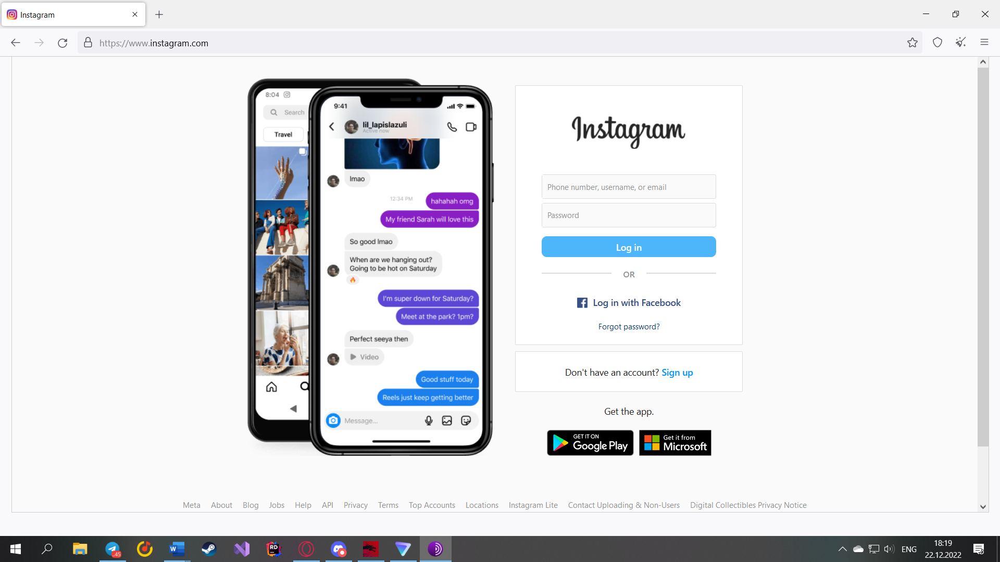 Instagram
https://www.instagram.com
8:04
Search
Travel
9:41
lil_lapislazuli
Active now
lmao
12:34 PM
hahahah omg
My friend Sarah will love this
So good lmao
When are we hanging out?
Going to be hot on Saturday
I'm super down for Saturday?
Meet at the park? 1pm?
Perfect seeya then
Video
Good stuff today
Reels just keep getting better
Message...
Instagram
Phone number, username, or email
Password
Log in
OR
Log in with Facebook
Forgot password?
Don't have an account? Sign up
Get the app.
GET IT ON
Google Play
Get it from
Microsoft
Meta About Blog Jobs Help API Privacy Terms Top Accounts Locations Instagram Lite Contact Uploading & Non-Users Digital Collectibles Privacy Notice
.45
W
RD
ENG
18:19
22.12.2022